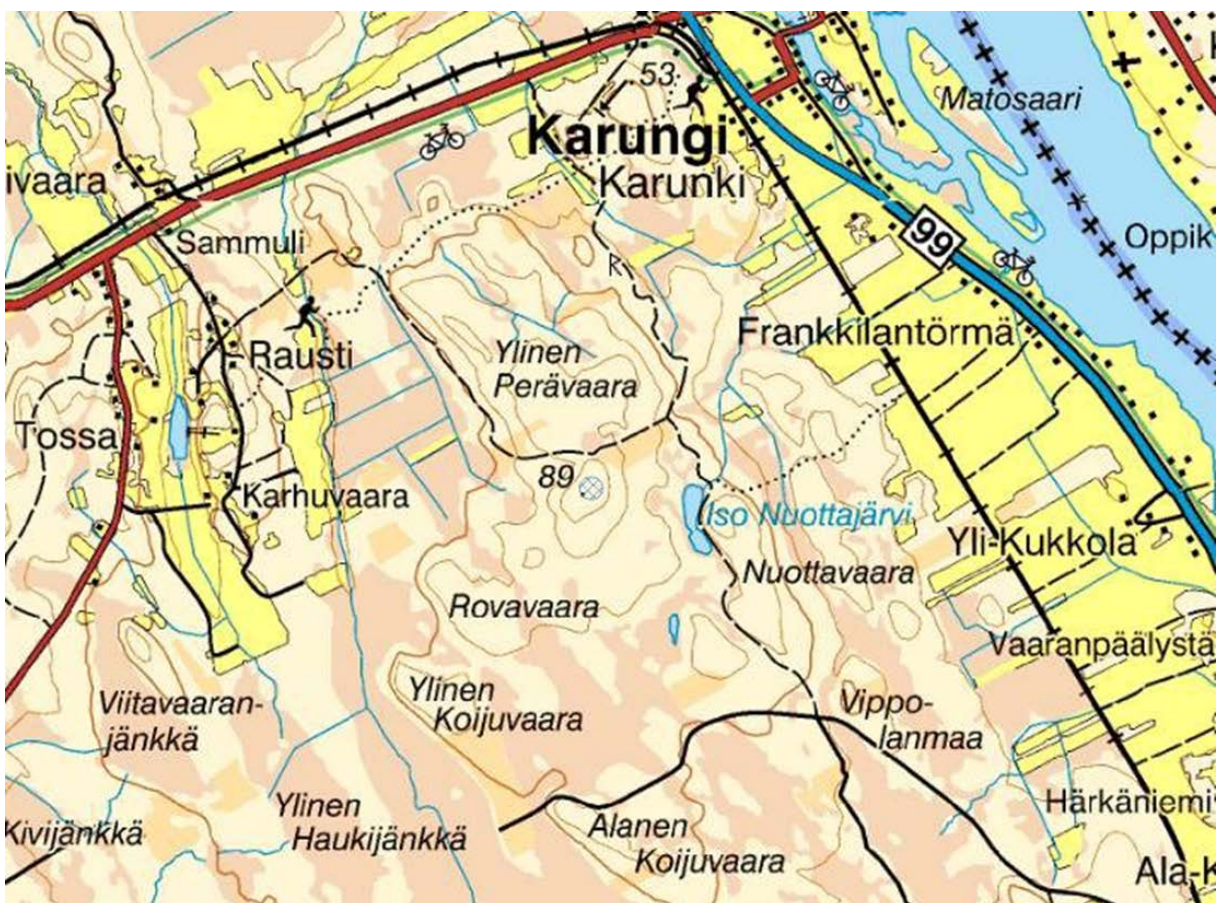 53
Matosaari
Karungi
Karunki
ivaara
Sammuli
99
Oppik
Rausti
Ylinen
Perävaara
Frankkilantörmä
Tossa
89
Karhuvaara
Iso Nuottajärvi
Yli-Kukkola
Nuottavaara
Rovavaara
Vaaranpäälystä
Viitavaaran-
jänkkä
Ylinen
Koijuvaara
Vippo-
lanmaa
Ylinen
Haukijänkkä
Kivijänkkä
Alanen
Koijuvaara
Härkäniemi
Ala-K